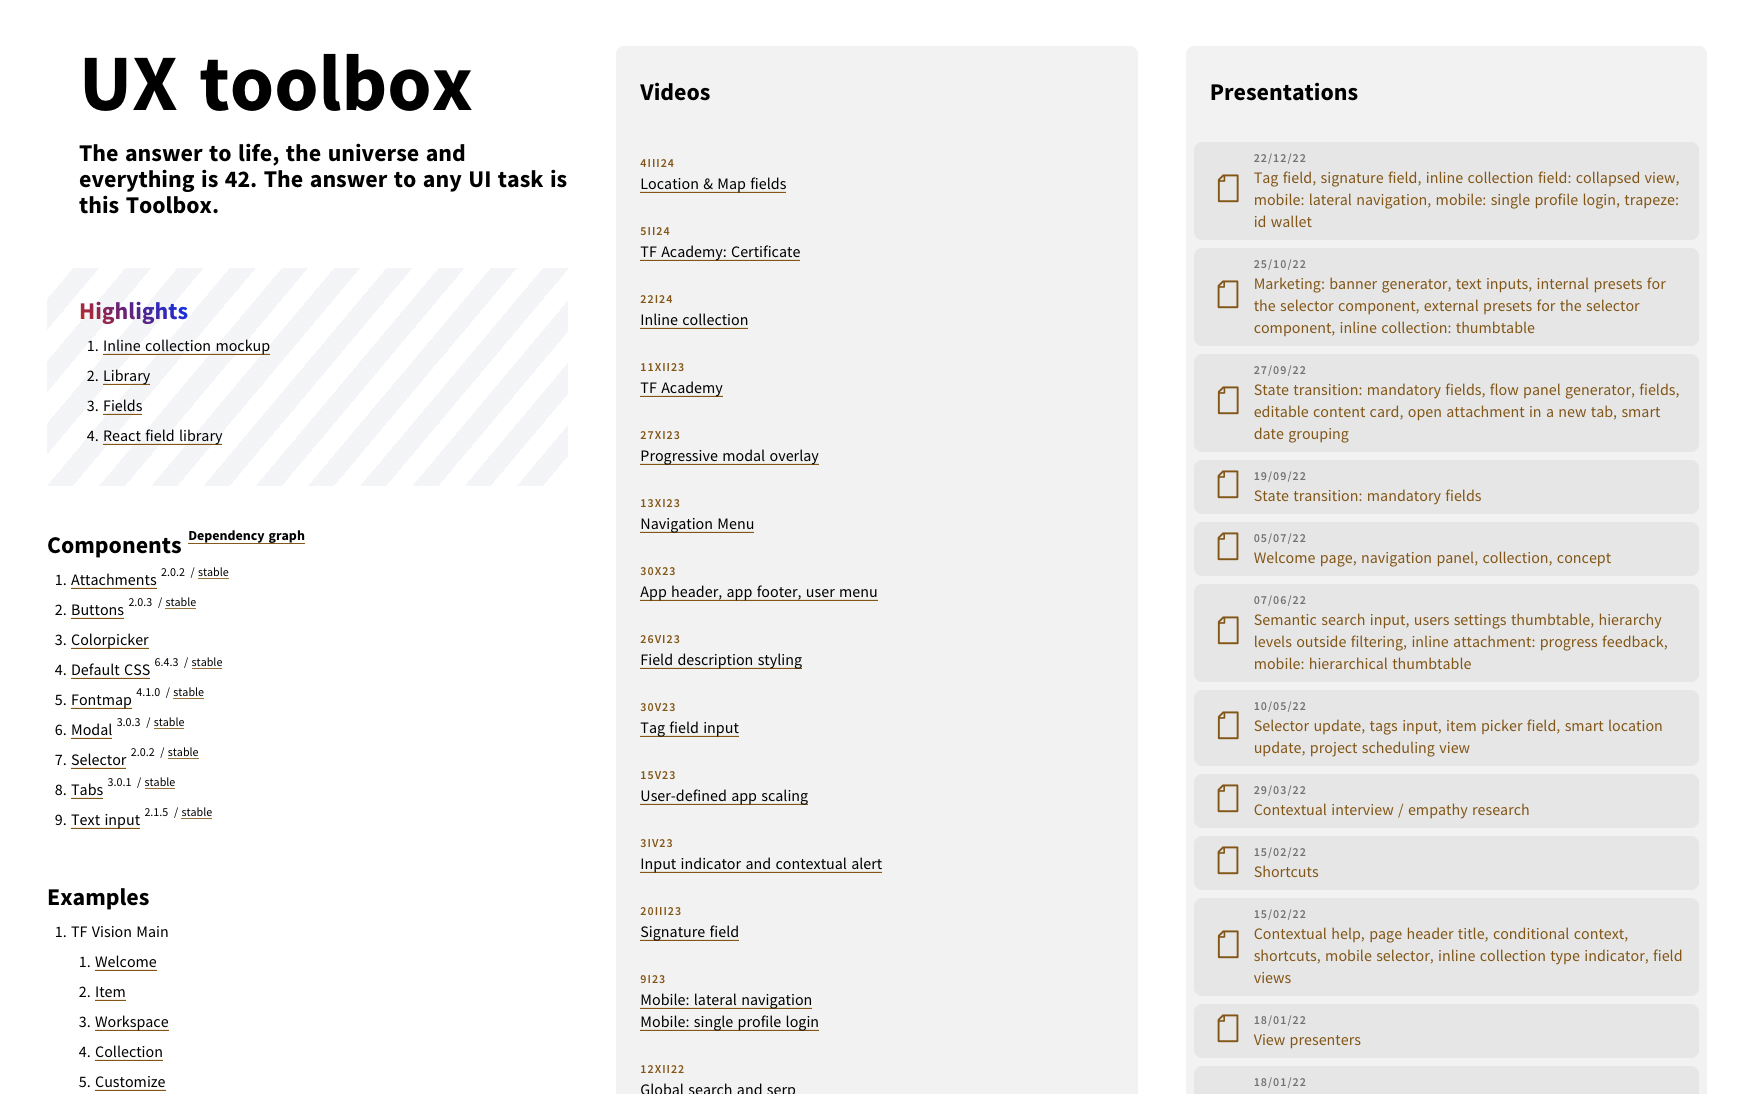 UX toolbox
The answer to life, the universe and
everything is 42. The answer to any UI task is
this Toolbox.
Highlights
1. Inline collection mockup
2. Library
3. Fields
4. React field library
Components Dependency graph
1. Attachments 2.0.2 / stable
2. Buttons 2.0.3 / stable
3. Colorpicker
4. Default CSS 6.4.3 / stable
5. Fontmap 4.1.0 / stable
6. Modal 3.0.3 / stable
7. Selector 2.0.2 / stable
8. Tabs 3.0.1 / stable
9. Text input 2.1.5 / stable
Examples
1. TF Vision Main
1. Welcome
2. Item
3. Workspace
4. Collection
5. Customize
Videos
4III24
Location & Map fields
5II24
TF Academy: Certificate
22I24
Inline collection
11XII23
TF Academy
27XI23
Progressive modal overlay
13XI23
Navigation Menu
30X23
App header, app footer, user menu
26VI23
Field description styling
30V23
Tag field input
15V23
User-defined app scaling
3IV23
Input indicator and contextual alert
20III23
Signature field
9I23
Mobile: lateral navigation
Mobile: single profile login
12XII22
Global search and serp
Presentations
22/12/22
Tag field, signature field, inline collection field: collapsed view,
mobile: lateral navigation, mobile: single profile login, trapeze:
id wallet
25/10/22
Marketing: banner generator, text inputs, internal presets for
the selector component, external presets for the selector
component, inline collection: thumbtable
27/09/22
State transition: mandatory fields, flow panel generator, fields,
editable content card, open attachment in a new tab, smart
date grouping
19/09/22
State transition: mandatory fields
05/07/22
Welcome page, navigation panel, collection, concept
07/06/22
Semantic search input, users settings thumbtable, hierarchy
levels outside filtering, inline attachment: progress feedback,
mobile: hierarchical thumbtable
10/05/22
Selector update, tags input, item picker field, smart location
update, project scheduling view
29/03/22
Contextual interview / empathy research
15/02/22
Shortcuts
15/02/22
Contextual help, page header title, conditional context,
shortcuts, mobile selector, inline collection type indicator, field
views
18/01/22
View presenters
18/01/22